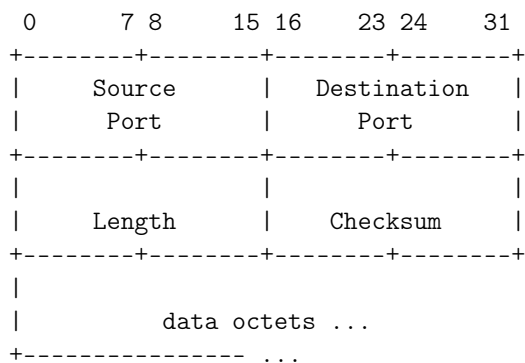 0 7 8 15 16 23 24 31
+--------+--------+--------+--------+
| Source | Destination |
| Port | Port |
+--------+--------+--------+--------+
| | |
| Length | Checksum |
+--------+--------+--------+--------+
|
| data octets ...
+---------------- ...